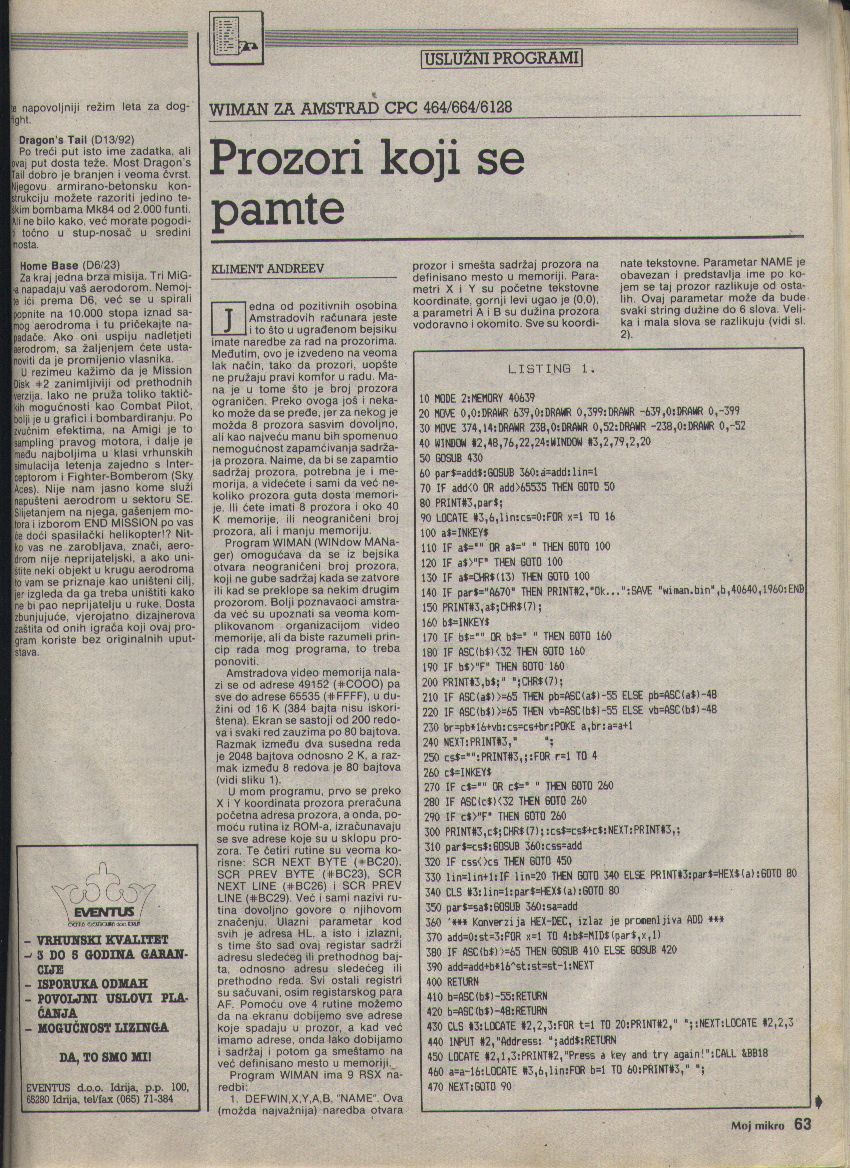 napovoljniji režim leta za dog-
fight.
Dragon's Tail (D13/92)
Po treći put isto ime zadatka, ali
ovaj put dosta teže. Most Dragon's
Tail dobro je branjen i veoma čvrst.
Njegovu armirano-betonsku kon-
strukciju možete razoriti jedino te-
škim bombama Mk84 od 2.000 funti.
Ali ne bilo kako, već morate pogodi-
točno u stup-nosač u sredini
mosta.
Home Base (D6/23)
Za kraj jedna brza misija. Tri MiG-
a napadaju vaš aerodorom. Nemoj-
te ići prema D6, već se u spirali
popnite na 10.000 stopa iznad sa-
mog aerodroma i tu pričekajte na-
padače. Ako oni uspiju nadletjeti
aerodrom, sa žaljenjem ćete usta-
noviti da je promijenio vlasnika.
U rezimeu kažimo da je Mission
Disk #2 zanimljiviji od prethodnih
verzija. Iako ne pruža toliko taktič-
kih mogućnosti kao Combat Pilot,
bolji je u grafici i bombardiranju. Po
zvučnim efektima, na Amigi je to
sampling pravog motora, i dalje je
među najboljima u klasi vrhunskih
simulacija letenja zajedno s Inter-
ceptorom i Fighter-Bomberom (Sky
Aces). Nije nam jasno kome služi
napušteni aerodrom u sektoru SE.
Slijetanjem na njega, gašenjem mo-
tora i izborom END MISSION po vas
će doći spasilački helikopter!? Nit-
ko vas ne zarobljava, znači, aero-
drom nije neprijateljski, a ako uni-
štite neki objekt u krugu aerodroma
to vam se priznaje kao uništeni cilj,
jer izgleda da ga treba uništiti kako
ne bi pao neprijatelju u ruke. Dosta
zbunjujuće, vjerojatno dizajnerova
zaštita od onih igrača koji ovaj pro-
gram koriste bez originalnih uput-
stava.
EVENTUS
– VRHUNSKI KVALITET
– 3 DO 5 GODINA GARAN-
CIJE
– ISPORUKA ODMAH
– POVOLJNI USLOVI PLA-
ĆANJA
– MOGUĆNOST LIZINGA
DA, TO SMO MI!
EVENTUS d.o.o. Idrija, p.p. 100,
65280 Idrija, tel/fax (065) 71-384
USLUŽNI PROGRAMI
WIMAN ZA AMSTRAD CPC 464/664/6128
Prozori koji se
pamte
KLIMENT ANDREEV
Jedna od pozitivnih osobina
Amstradovih računara jeste
i to što u ugrađenom bejsiku
imate naredbe za rad na prozorima.
Međutim, ovo je izvedeno na veoma
lak način, tako da prozori, uopšte
ne pružaju pravi komfor u radu. Ma-
na je u tome što je broj prozora
ograničen. Preko ovoga još i neka-
ko može da se pređe, jer za nekog je
možda 8 prozora sasvim dovoljno,
ali kao najveću manu bih spomenuo
nemogućnost zapamćivanja sadrža-
ja prozora. Naime, da bi se zapamtio
sadržaj prozora, potrebna je i me-
morija, a videćete i sami da već ne-
koliko prozora guta dosta memori-
je. Ili ćete imati 8 prozora i oko 40
K memorije, ili neograničeni broj
prozora, ali i manju memoriju.
Program WIMAN (WINdow MANa-
ger) omogućava da se iz bejsika
otvara neograničeni broj prozora,
koji ne gube sadržaj kada se zatvore
ili kad se preklope sa nekim drugim
prozorom. Bolji poznavaoci amstra-
da već su upoznati sa veoma kom-
plikovanom organizacijom video
memorije, ali da biste razumeli prin-
cip rada mog programa, to treba
ponoviti.
Amstradova video memorija nala-
zi se od adrese 49152 (#COOO) pa
sve do adrese 65535 (#FFFF), u du-
žini od 16 K (384 bajta nisu iskori-
štena). Ekran se sastoji od 200 redo-
va i svaki red zauzima po 80 bajtova.
Razmak između dva susedna reda
je 2048 bajtova odnosno 2 K, a raz-
mak između 8 redova je 80 bajtova
(vidi sliku 1).
U mom programu, prvo se preko
X i Y koordinata prozora preračuna
početna adresa prozora, a onda, po-
moću rutina iz ROM-a, izračunavaju
se sve adrese koje su u sklopu pro-
zora. Te četiri rutine su veoma ko-
risne: SCR NEXT BYTE (#BC20),
SCR PREV BYTE (#BC23), SCR
NEXT LINE (#BC26) i SCR PREV
LINE (#BC29). Već i sami nazivi ru-
tina dovoljno govore o njihovom
značenju. Ulazni parametar kod
svih je adresa HL, a isto i izlazni,
s time što sad ovaj registar sadrži
adresu sledećeg ili prethodnog baj-
ta, odnosno adresu sledećeg ili
prethodno reda. Svi ostali registri
su sačuvani, osim registarskog para
AF. Pomoću ove 4 rutine možemo
da na ekranu dobijemo sve adrese
koje spadaju u prozor, a kad već
imamo adrese, onda lako dobijamo
i sadržaj i potom ga smeštamo na
već definisano mesto u memoriji.
Program WIMAN ima 9 RSX na-
redbi:
1. DEFWIN,X,Y,A,B, "NAME". Ova
(možda najvažnija) naredba otvara
prozor i smešta sadržaj prozora na
definisano mesto u memoriji. Para-
metri X i Y su početne tekstovne
koordinate, gornji levi ugao je (0,0),
a parametri A i B su dužina prozora
vodoravno i okomito. Sve su koordi-
nate tekstovne. Parametar NAME je
obavezan i predstavlja ime po ko-
jem se taj prozor razlikuje od osta-
lih. Ovaj parametar može da bude
svaki string dužine do 6 slova. Veli-
ka i mala slova se razlikuju (vidi sl.
2).
LISTING 1.
10 MODE 2:MEMORY 40639
20 MOVE 0,0:DRAWR 639,0:DRAWR 0,399:DRAWR -639,0:DRAWR 0,-399
30 MOVE 374,14:DRAWR 238,0:DRAWR 0,52:DRAWR -238,0:DRAWR 0,-52
40 WINDOW #2,48,76,22,24:WINDOW #3,2,79,2,20
50 GOSUB 430
60 par$=add$:GOSUB 360:a=add:lin=1
70 IF add<0 OR add>65535 THEN GOTO 50
80 PRINT#3,par$;
90 LOCATE #3,6,lin:cs=0:FOR x=1 TO 16
100 a$=INKEY$
110 IF a$="" OR a$=" " THEN GOTO 100
120 IF a$>"F" THEN GOTO 100
130 IF a$=CHR$(13) THEN GOTO 100
140 IF par$="A670" THEN PRINT#2,"Ok...":SAVE "wiman.bin",b,40640,1960:END
150 PRINT#3,a$;CHR$(7);
160 b$=INKEY$
170 IF b$="" OR b$=" " THEN GOTO 160
180 IF ASC(b$)<32 THEN GOTO 160
190 IF b$>"F" THEN GOTO 160
200 PRINT#3,b$;" ";CHR$(7);
210 IF ASC(a$)>=65 THEN pb=ASC(a$)-55 ELSE pb=ASC(a$)-48
220 IF ASC(b$)>=65 THEN vb=ASC(b$)-55 ELSE vb=ASC(b$)-48
230 br=pb*16+vb:cs=cs+br:POKE a,br:a=a+1
240 NEXT:PRINT#3," ";
250 cs$="":PRINT#3,;:FOR r=1 TO 4
260 c$=INKEY$
270 IF c$="" OR c$=" " THEN GOTO 260
280 IF ASC(c$)<32 THEN GOTO 260
290 IF c$>"F" THEN GOTO 260
300 PRINT#3,c$;CHR$(7);:cs$=cs$+c$:NEXT:PRINT#3,;
310 par$=cs$:GOSUB 360:css=add
320 IF css<>cs THEN GOTO 450
330 lin=lin+1:IF lin=20 THEN GOTO 340 ELSE PRINT#3:par$=HEX$(a):GOTO 80
340 CLS #3:lin=1:par$=HEX$(a):GOTO 80
350 par$=sa$:GOSUB 360:sa=add
360 '*** Konverzija HEX-DEC, izlaz je promenljiva ADD ***
370 add=0:st=3:FOR x=1 TO 4:b$=MID$(par$,x,1)
380 IF ASC(b$)>=65 THEN GOSUB 410 ELSE GOSUB 420
390 add=add+b*16^st:st=st-1:NEXT
400 RETURN
410 b=ASC(b$)-55:RETURN
420 b=ASC(b$)-48:RETURN
430 CLS #3:LOCATE #2,2,3:FOR t=1 TO 20:PRINT#2," ";:NEXT:LOCATE #2,2,3
440 INPUT #2,"Address: ";add$:RETURN
450 LOCATE #2,1,3:PRINT#2,"Press a key and try again!":CALL &BB18
460 a=a-16:LOCATE #3,6,lin:FOR b=1 TO 60:PRINT#3," ";
470 NEXT:GOTO 90
Moj mikro 63